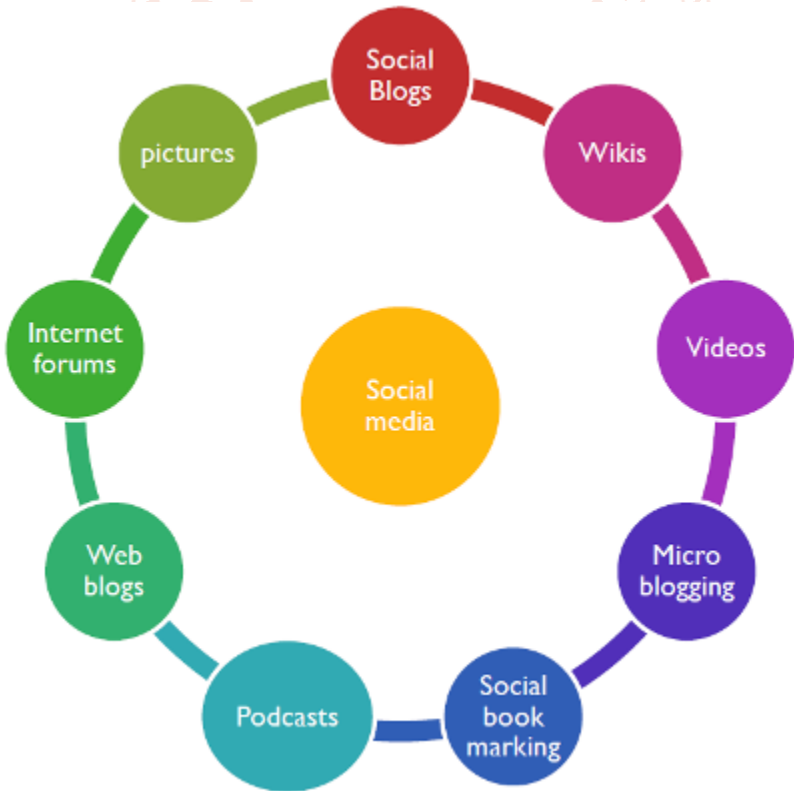 Social
Blogs
Wikis
Videos
Micro
blogging
Social
book
marking
Podcasts
Web
blogs
Internet
forums
pictures
Social
media